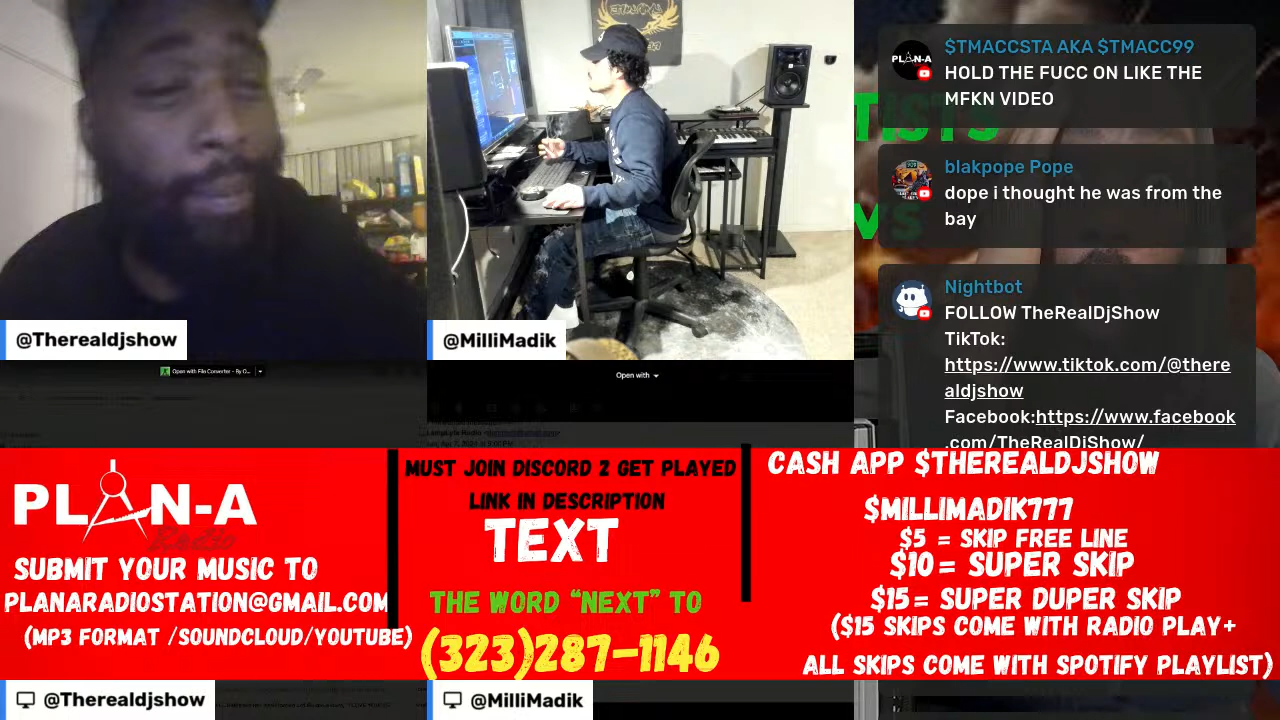 $TMACCSTA AKA $TMACC99
HOLD THE FUCC ON LIKE THE
MFKN VIDEO
blakpope Pope
dope i thought he was from the
bay
Nightbot
FOLLOW TheRealDjShow
TikTok:
https://www.tiktok.com/@there
aldjshow
Facebook:https://www.facebook
.com/TheRealDjShow/
@Therealdjshow
@MilliMadik
Open with
PLAN-A
Radio
SUBMIT YOUR MUSIC TO
PLANARADIOSTATION@GMAIL.COM
(MP3 FORMAT /SOUNDCLOUD/YOUTUBE)
MUST JOIN DISCORD 2 GET PLAYED
LINK IN DESCRIPTION
TEXT
THE WORD “NEXT” TO
(323)287-1146
CASH APP $THEREALDJSHOW
$MILLIMADIK777
$5 = SKIP FREE LINE
$10 = SUPER SKIP
$15 = SUPER DUPER SKIP
($15 SKIPS COME WITH RADIO PLAY+
ALL SKIPS COME WITH SPOTIFY PLAYLIST)
@Therealdjshow
@MilliMadik